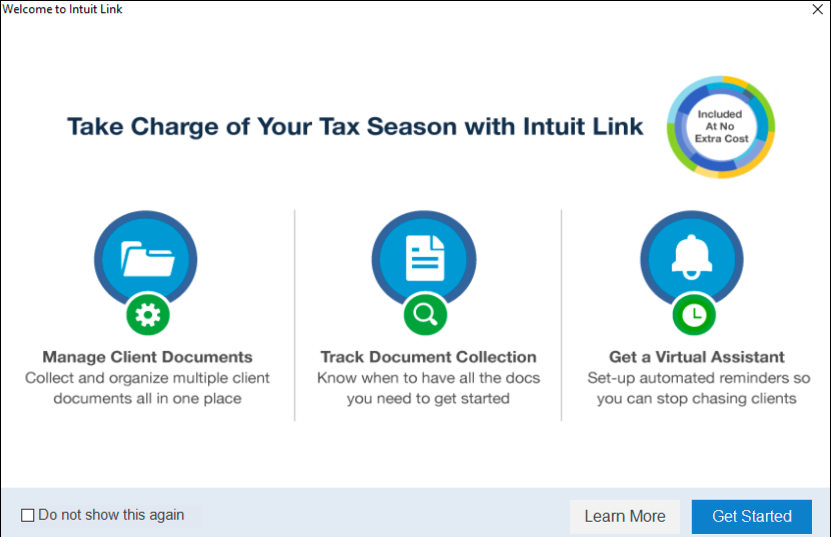 Welcome to Intuit Link
Take Charge of Your Tax Season with Intuit Link
Included
At No
Extra Cost
Manage Client Documents
Collect and organize multiple client
documents all in one place
Track Document Collection
Know when to have all the docs
you need to get started
Get a Virtual Assistant
Set-up automated reminders so
you can stop chasing clients
Do not show this again
Learn More
Get Started